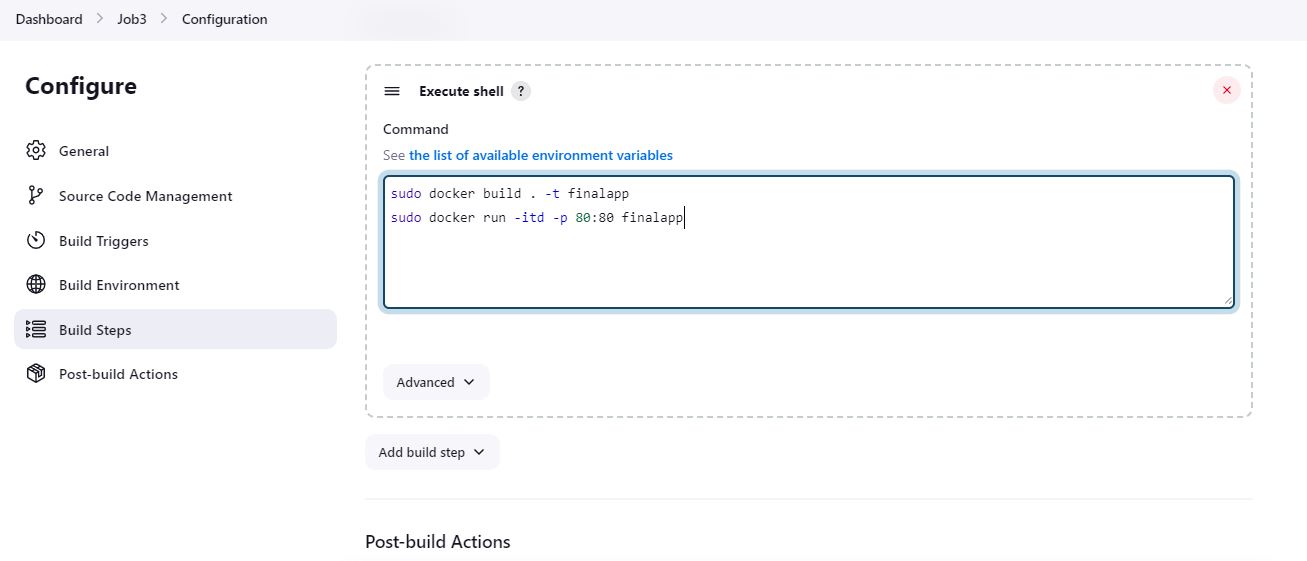 Dashboard > Job3 > Configuration
Configure
General
Source Code Management
Build Triggers
Build Environment
Build Steps
Post-build Actions
Execute shell ?
Command
See the list of available environment variables
sudo docker build . -t finalapp
sudo docker run -itd -p 80:80 finalapp
Advanced
Add build step
Post-build Actions